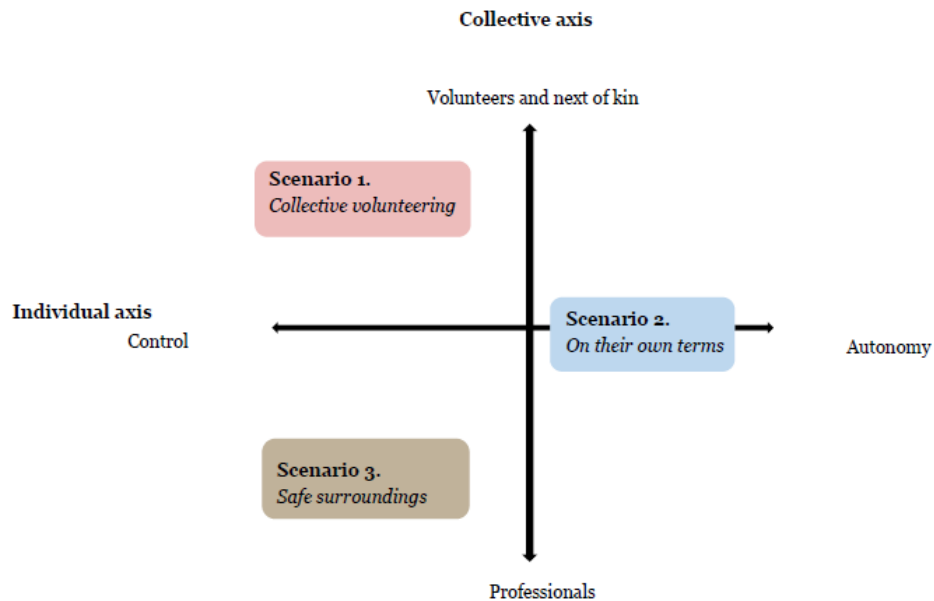 Collective axis
Volunteers and next of kin
Scenario 1.
Collective volunteering
Individual axis
Control
Scenario 2.
On their own terms
Autonomy
Scenario 3.
Safe surroundings
Professionals